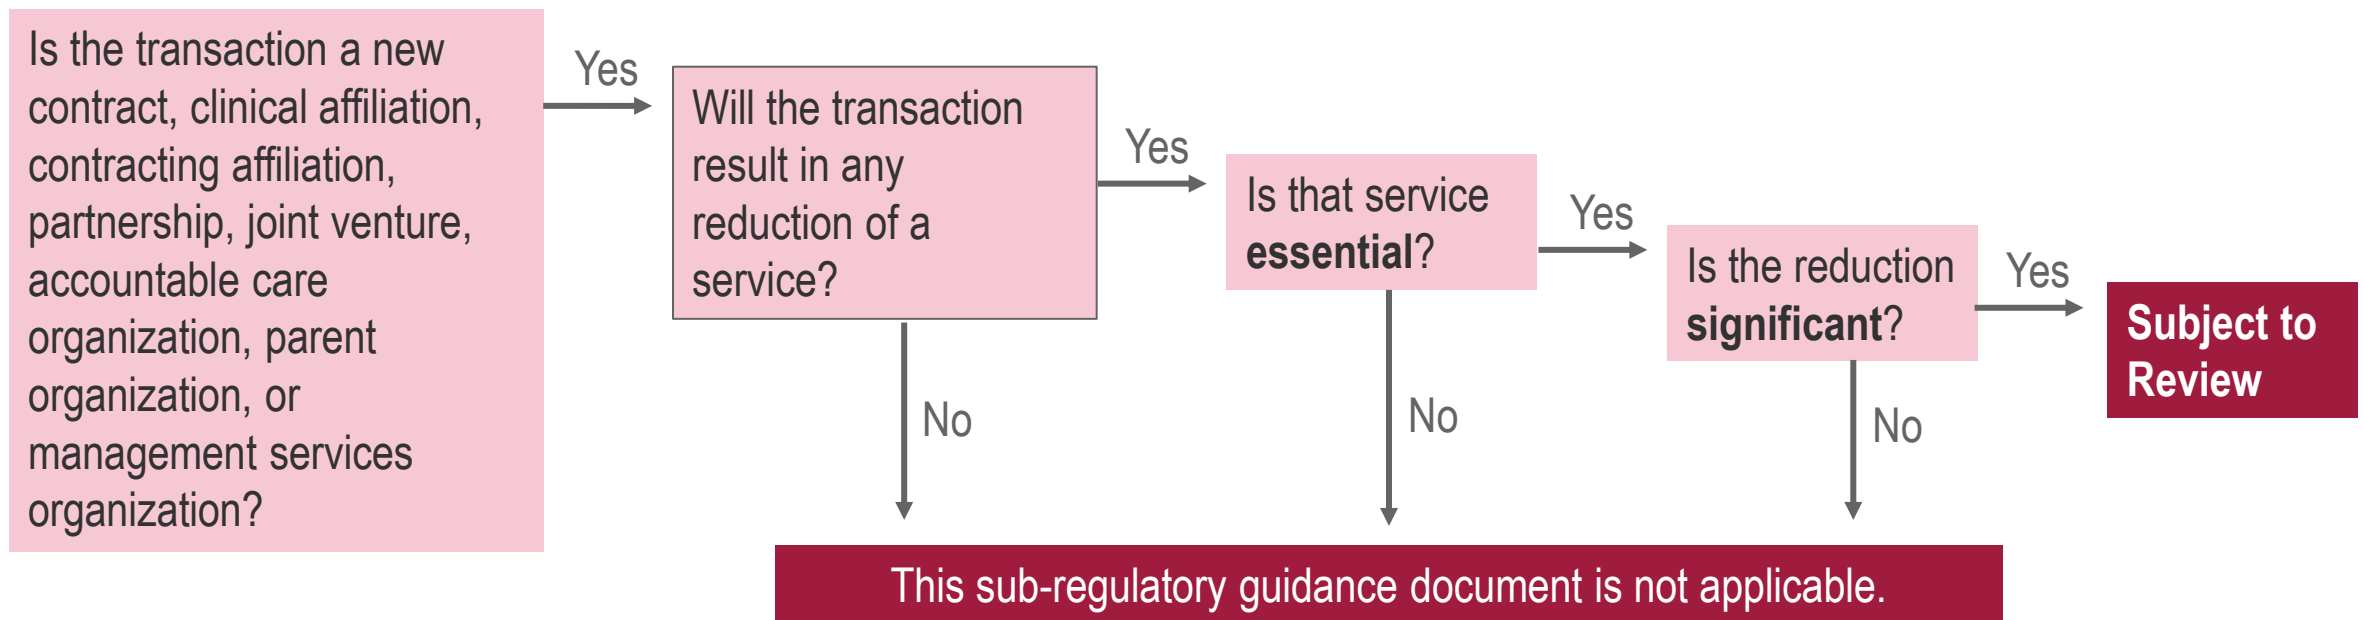 Is the transaction a new
contract, clinical affiliation,
contracting affiliation,
partnership, joint venture,
accountable care
organization, parent
organization, or
management services
organization?
Yes
Will the transaction
result in any
reduction of a
service?
Yes
Is that service
essential?
Yes
Is the reduction
significant?
Yes
Subject to
Review
No
No
No
This sub-regulatory guidance document is not applicable.